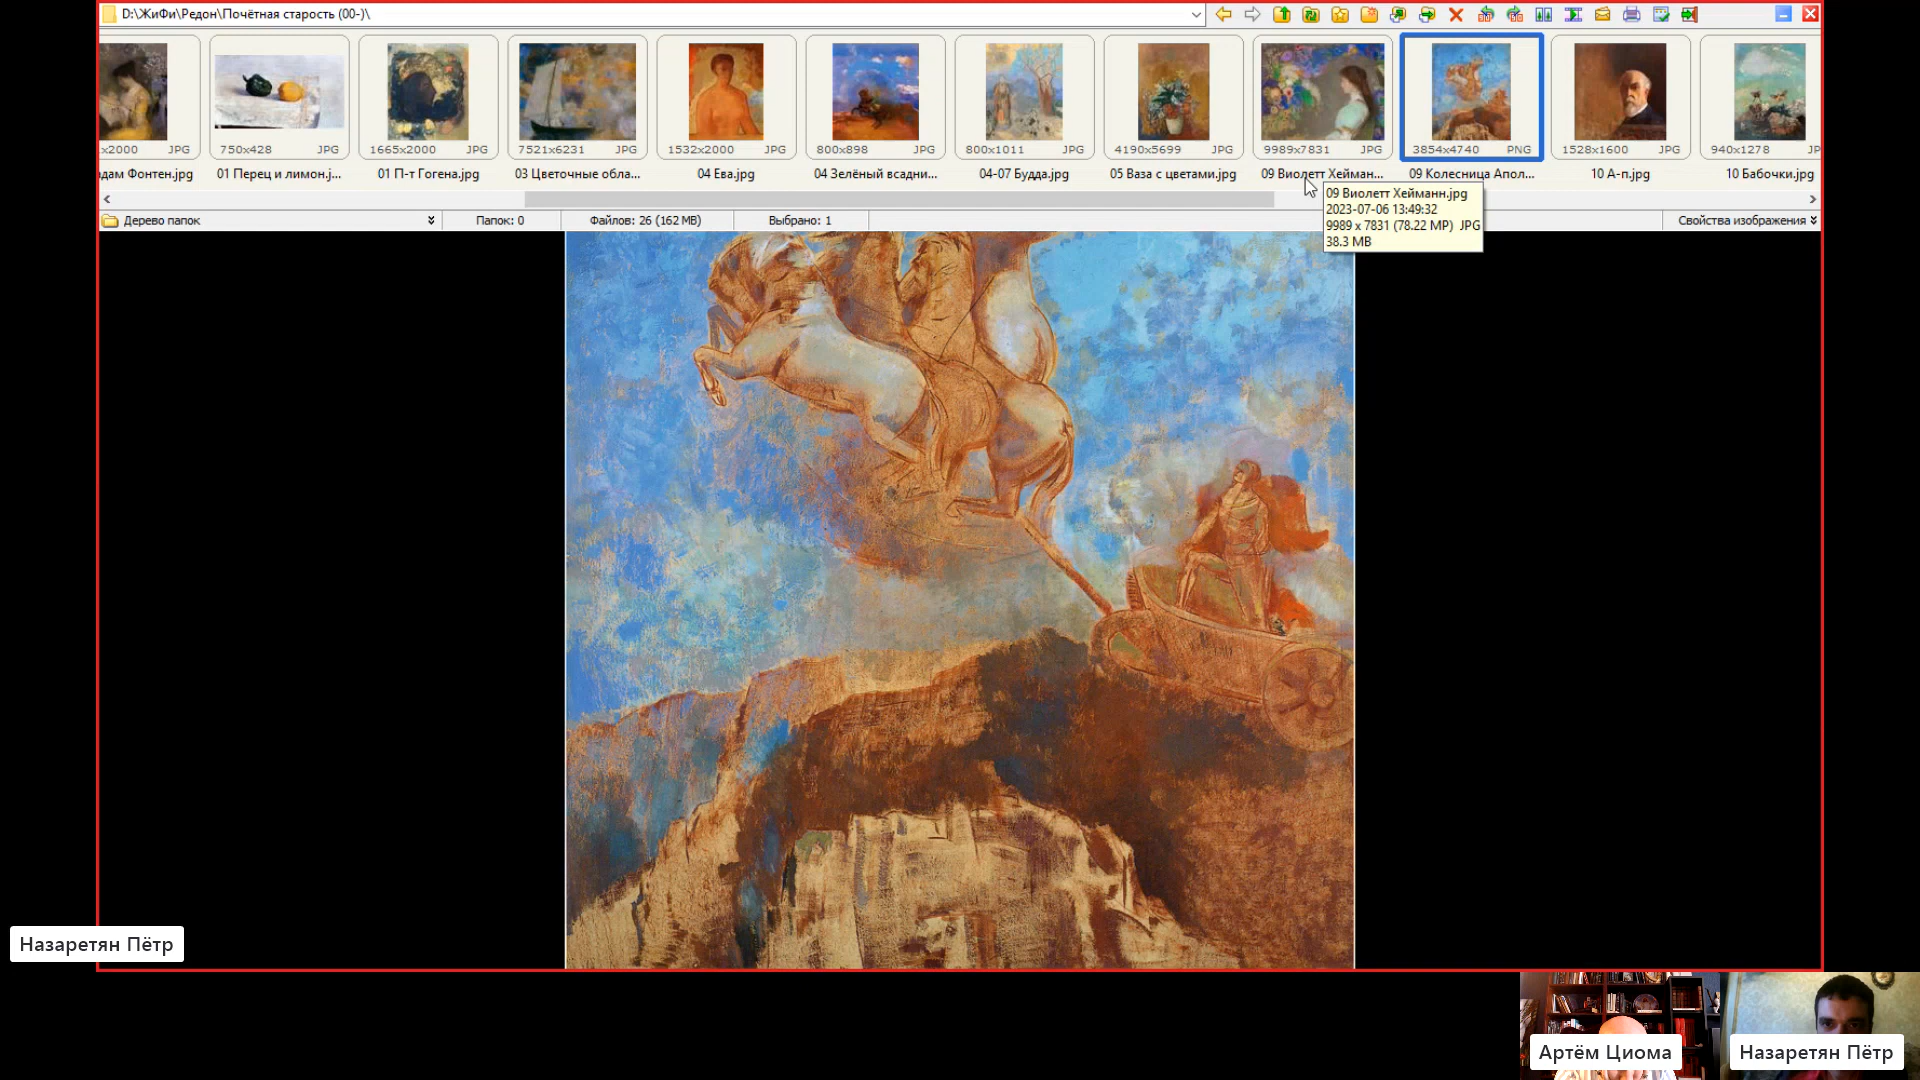 D:\ЖиФи\Редон\Почётная старость (00-)\
x2000 JPG
750x428 JPG
1665x2000 JPG
7521x6231 JPG
1532x2000 JPG
800x898 JPG
800x1011 JPG
4190x5699 JPG
9989x7831 JPG
3854x4740 PNG
1528x1600 JPG
940x1278 JP
дам Фонтен.jpg
01 Перец и лимон.j...
01 П-т Гогена.jpg
03 Цветочные обла...
04 Ева.jpg
04 Зелёный всадни...
04-07 Будда.jpg
05 Ваза с цветами.jpg
09 Виолетт Хейман...
09 Колесница Апол...
10 А-п.jpg
10 Бабочки.jpg
09 Виолетт Хейманн.jpg
2023-07-06 13:49:32
9989 x 7831 (78.22 MP) JPG
38.3 MB
Дерево папок
Папок: 0
Файлов: 26 (162 MB)
Выбрано: 1
Свойства изображения
Назаретян Пётр
Артём Циома
Назаретян Пётр